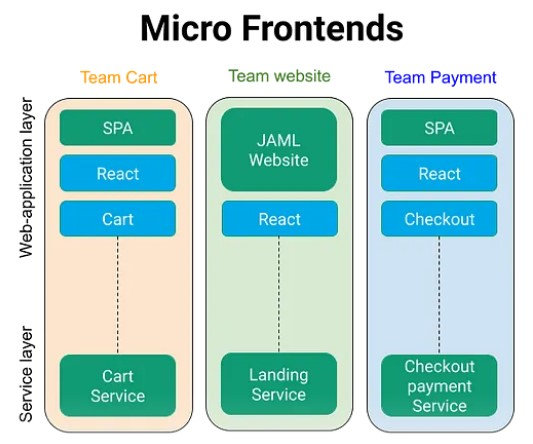 Micro Frontends
Team Cart
Team website
Team Payment
Web-application layer
SPA
React
Cart
JAML
Website
React
SPA
React
Checkout
Service layer
Cart
Service
Landing
Service
Checkout
payment
Service